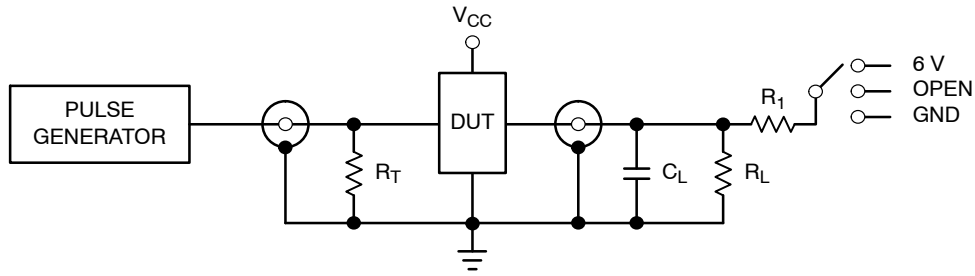 V_CC
6 V
OPEN
GND
PULSE
GENERATOR
DUT
R_1
R_T
C_L
R_L